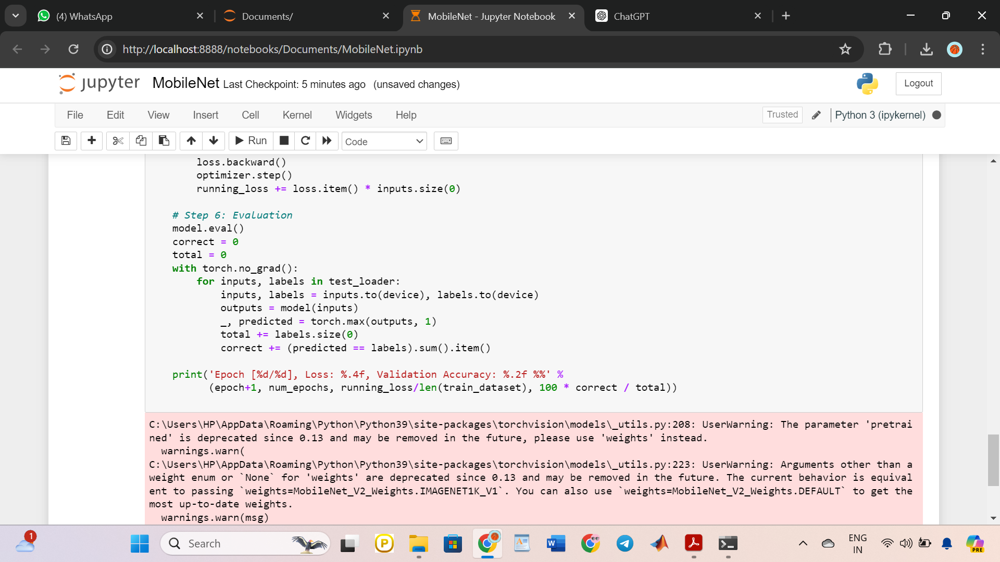 (4) WhatsApp
Documents/
MobileNet - Jupyter Notebook
ChatGPT
http://localhost:8888/notebooks/Documents/MobileNet.ipynb
jupyter MobileNet Last Checkpoint: 5 minutes ago (unsaved changes)
Logout
File Edit View Insert Cell Kernel Widgets Help
Trusted
Python 3 (ipykernel)
Run
Code
loss.backward()
optimizer.step()
running_loss += loss.item() * inputs.size(0)
# Step 6: Evaluation
model.eval()
correct = 0
total = 0
with torch.no_grad():
for inputs, labels in test_loader:
inputs, labels = inputs.to(device), labels.to(device)
outputs = model(inputs)
_, predicted = torch.max(outputs, 1)
total += labels.size(0)
correct += (predicted == labels).sum().item()
print('Epoch [%d/%d], Loss: %.4f, Validation Accuracy: %.2f %%' %
(epoch+1, num_epochs, running_loss/len(train_dataset), 100 * correct / total))
C:\Users\HP\AppData\Roaming\Python\Python39\site-packages\torchvision\models\_utils.py:208: UserWarning: The parameter 'pretrai
ned' is deprecated since 0.13 and may be removed in the future, please use 'weights' instead.
warnings.warn(
C:\Users\HP\AppData\Roaming\Python\Python39\site-packages\torchvision\models\_utils.py:223: UserWarning: Arguments other than a
weight enum or `None` for 'weights' are deprecated since 0.13 and may be removed in the future. The current behavior is equival
ent to passing `weights=MobileNet_V2_Weights.IMAGENET1K_V1`. You can also use `weights=MobileNet_V2_Weights.DEFAULT` to get the
most up-to-date weights.
warnings.warn(msg)
1
Search
P
W
ENG
IN
PRE